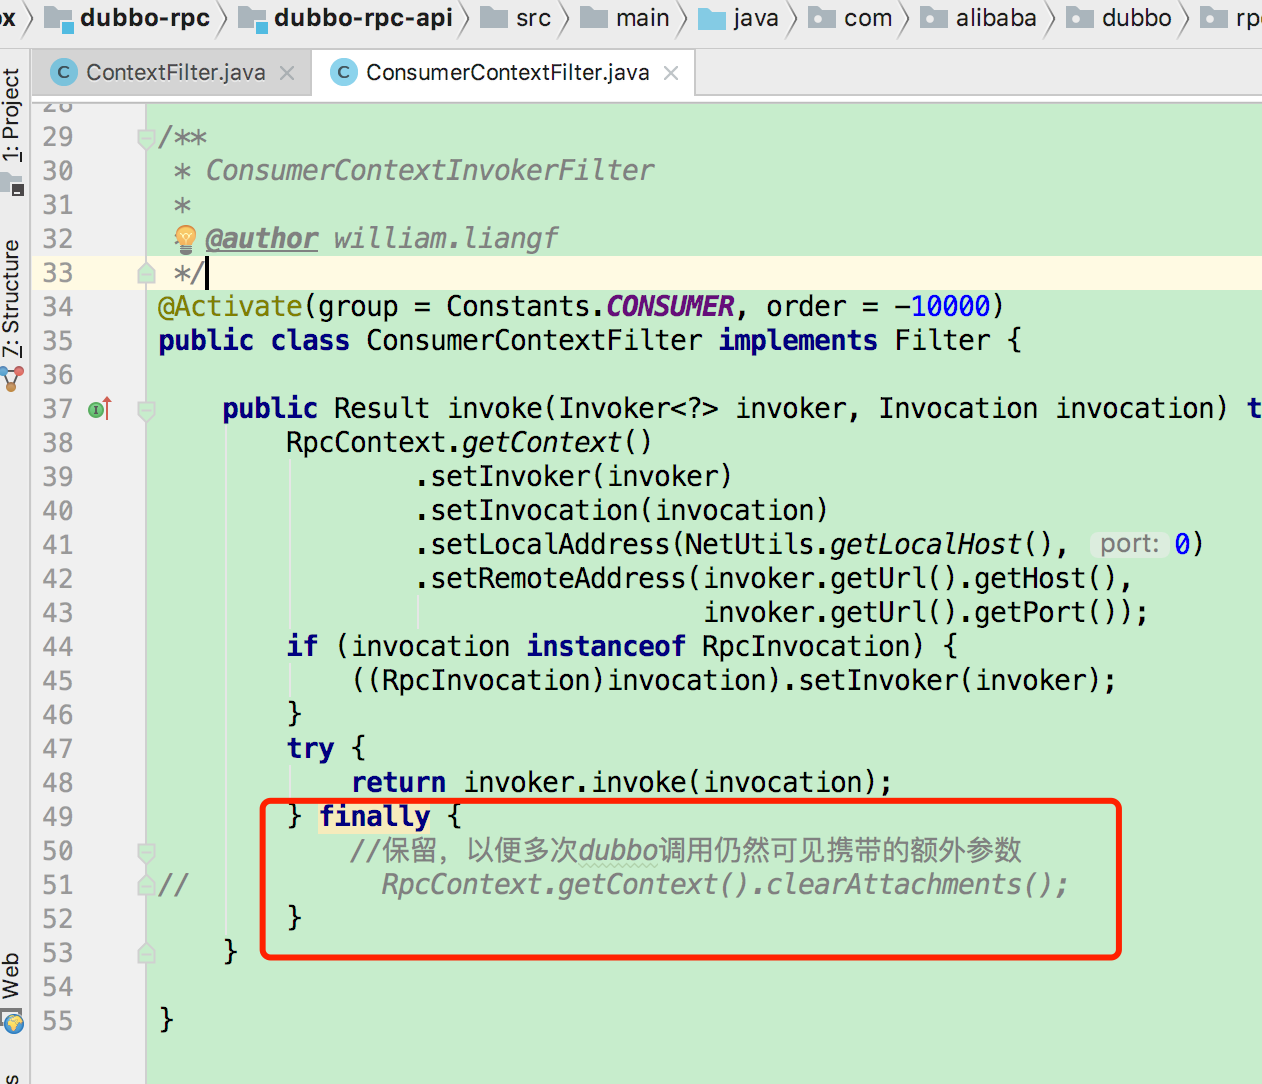 dubbo-rpc dubbo-rpc-api src main java com alibaba dubbo
ContextFilter.java ConsumerContextFilter.java
1: Project
7: Structure
Web
28
29 /**
30 * ConsumerContextInvokerFilter
31 *
32 * @author william.liangf
33 */
34 @Activate(group = Constants.CONSUMER, order = -10000)
35 public class ConsumerContextFilter implements Filter {
36
37 public Result invoke(Invoker<?> invoker, Invocation invocation) t
38 RpcContext.getContext()
39 .setInvoker(invoker)
40 .setInvocation(invocation)
41 .setLocalAddress(NetUtils.getLocalHost(), port: 0)
42 .setRemoteAddress(invoker.getUrl().getHost(),
43 invoker.getUrl().getPort());
44 if (invocation instanceof RpcInvocation) {
45 ((RpcInvocation)invocation).setInvoker(invoker);
46 }
47 try {
48 return invoker.invoke(invocation);
49 } finally {
50 //保留，以便多次dubbo调用仍然可见携带的额外参数
51 // RpcContext.getContext().clearAttachments();
52 }
53 }
54
55 }